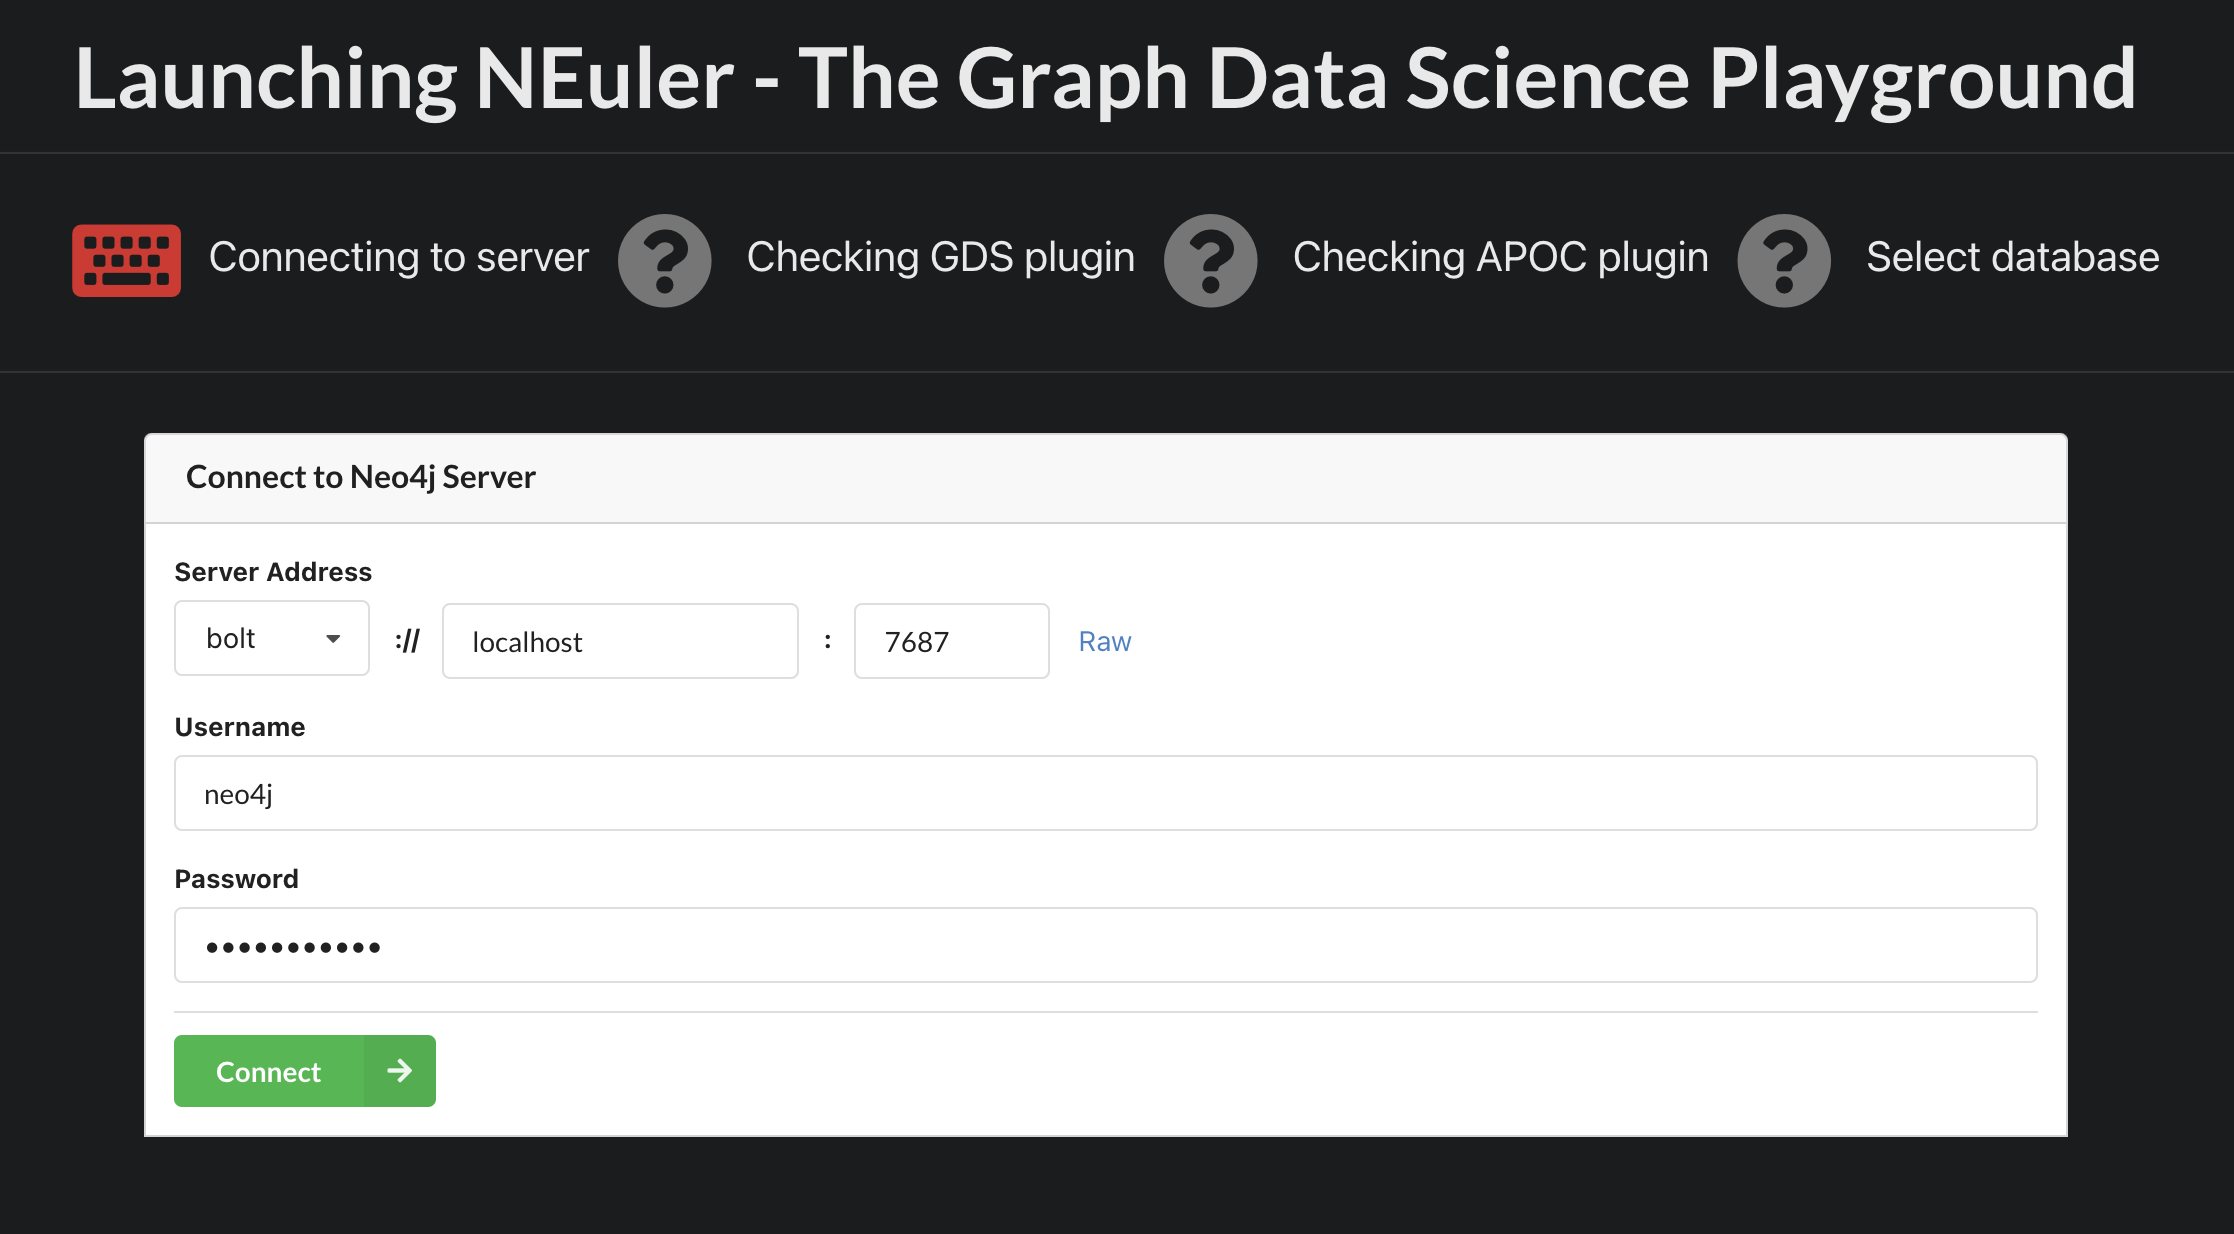 Launching NEuler - The Graph Data Science Playground
Connecting to server Checking GDS plugin Checking APOC plugin Select database
Connect to Neo4j Server
Server Address
bolt :// localhost : 7687 Raw
Username
neo4j
Password
•••••••••••
Connect